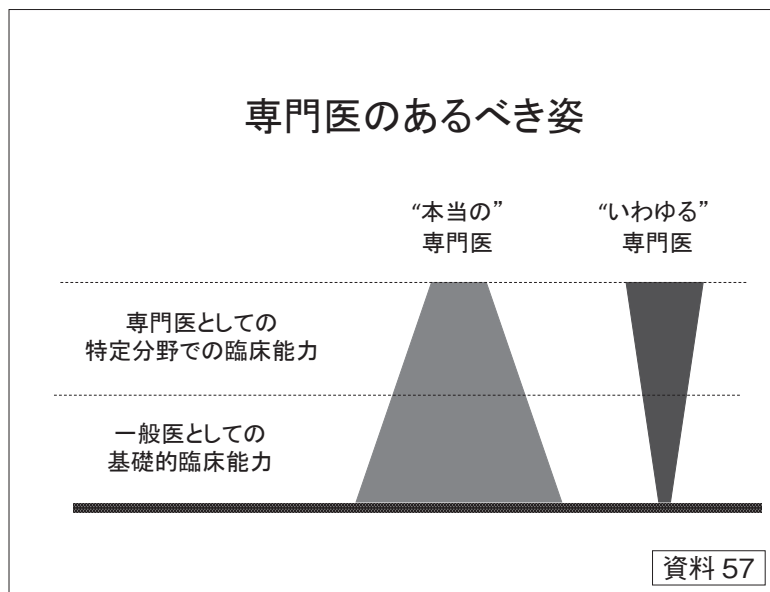 専門医のあるべき姿
“本当の”
専門医
“いわゆる”
専門医
専門医としての
特定分野での臨床能力
一般医としての
基礎的臨床能力
資料 57